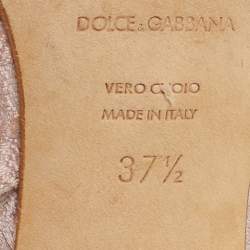 DOLCE & GABBANA
VERO CUOIO
MADE IN ITALY
37½